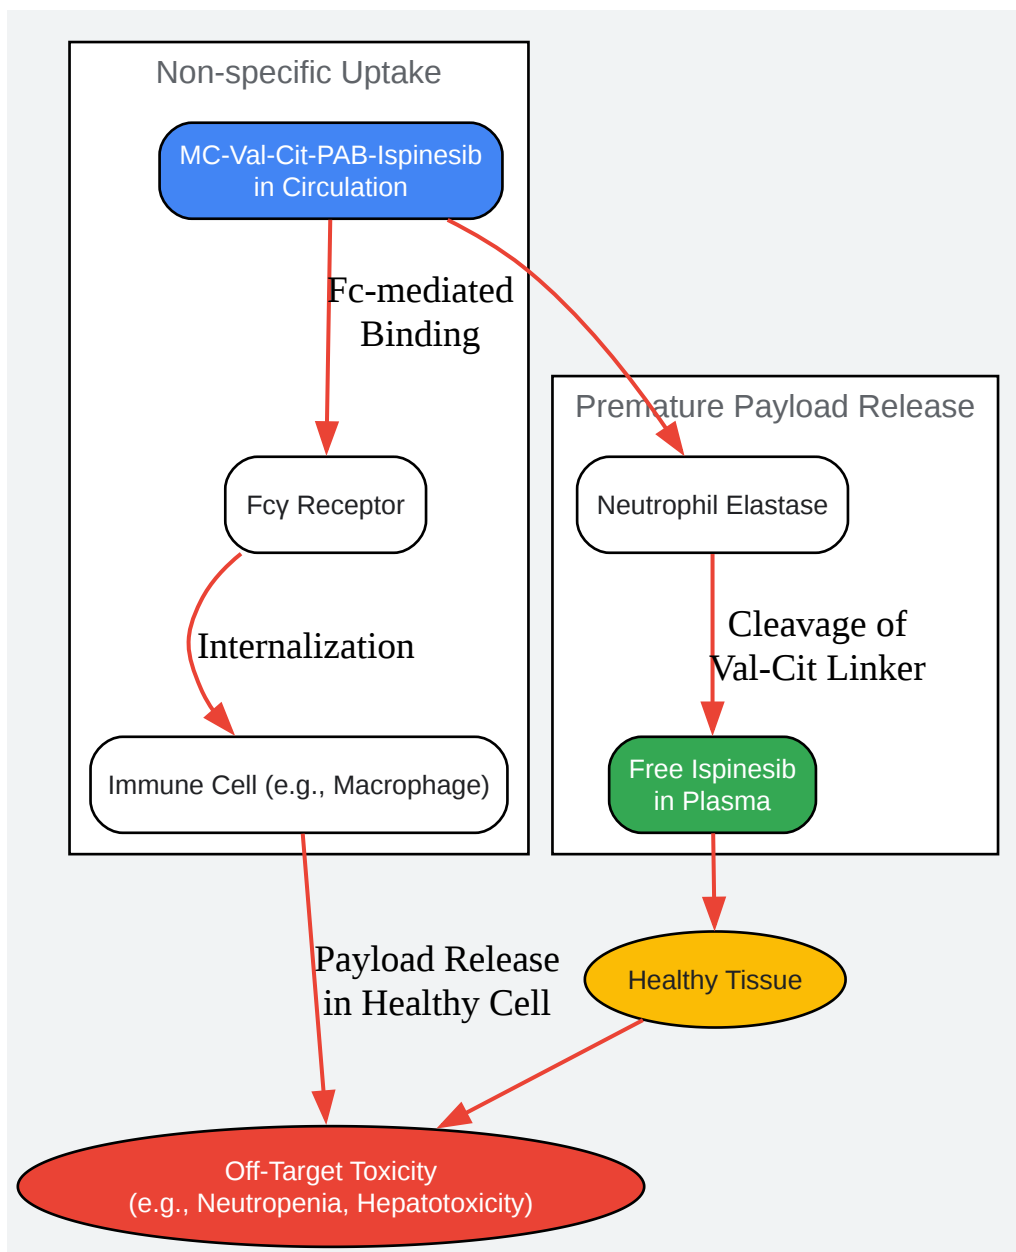 Non-specific Uptake
MC-Val-Cit-PAB-Ispinesib
in Circulation
Fc-mediated
Binding
Premature Payload Release
Fcγ Receptor
Neutrophil Elastase
Internalization
Cleavage of
Val-Cit Linker
Immune Cell (e.g., Macrophage)
Free Ispinesib
in Plasma
Payload Release
in Healthy Cell
Healthy Tissue
Off-Target Toxicity
(e.g., Neutropenia, Hepatotoxicity)